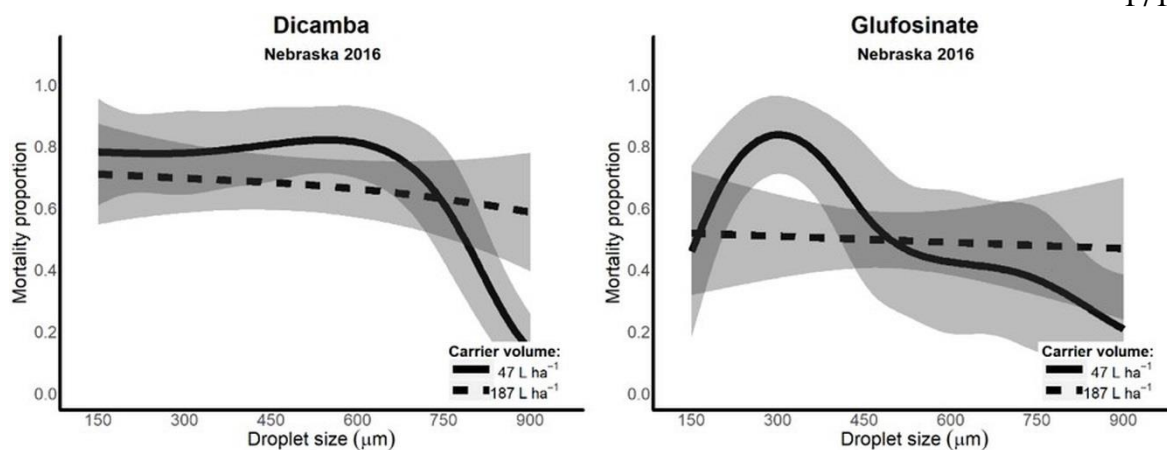 Dicamba
Nebraska 2016
Mortality proportion
1.0
0.8
0.6
0.4
0.2
0.0
150 300 450 600 750 900
Droplet size (μm)
Carrier volume:
47 L ha⁻¹
187 L ha⁻¹
Glufosinate
Nebraska 2016
Mortality proportion
1.0
0.8
0.6
0.4
0.2
0.0
150 300 450 600 750 900
Droplet size (μm)
Carrier volume:
47 L ha⁻¹
187 L ha⁻¹